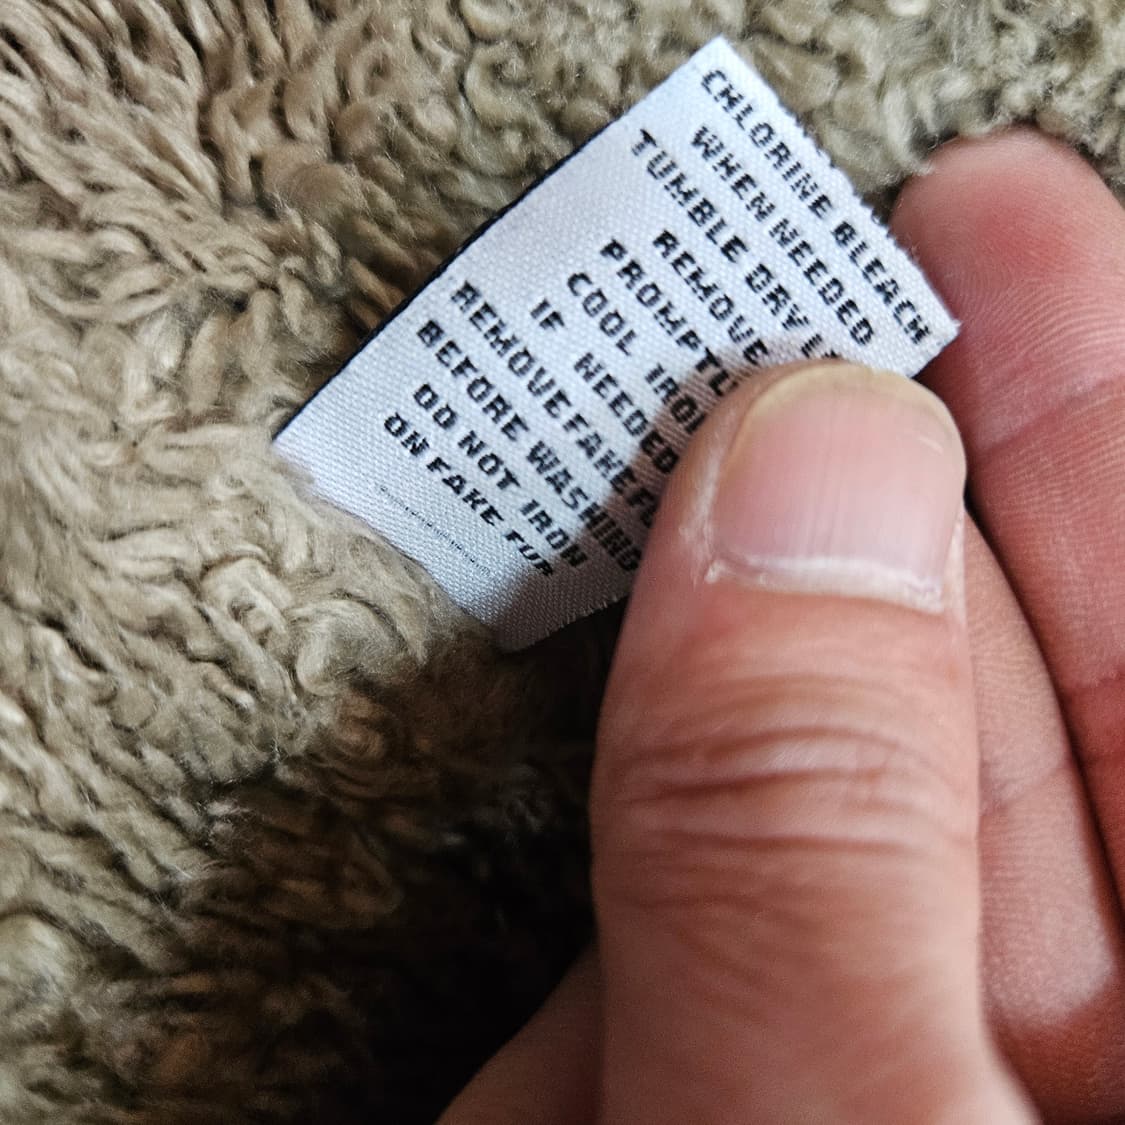 CHLORINE BLEACH
WHEN NEEDED
TUMBLE DRY
REMOVE
COOL
IF NEEDED
REMOVE FAKE
BEFORE WASHING
DO NOT IRON
ON FAKE FUR